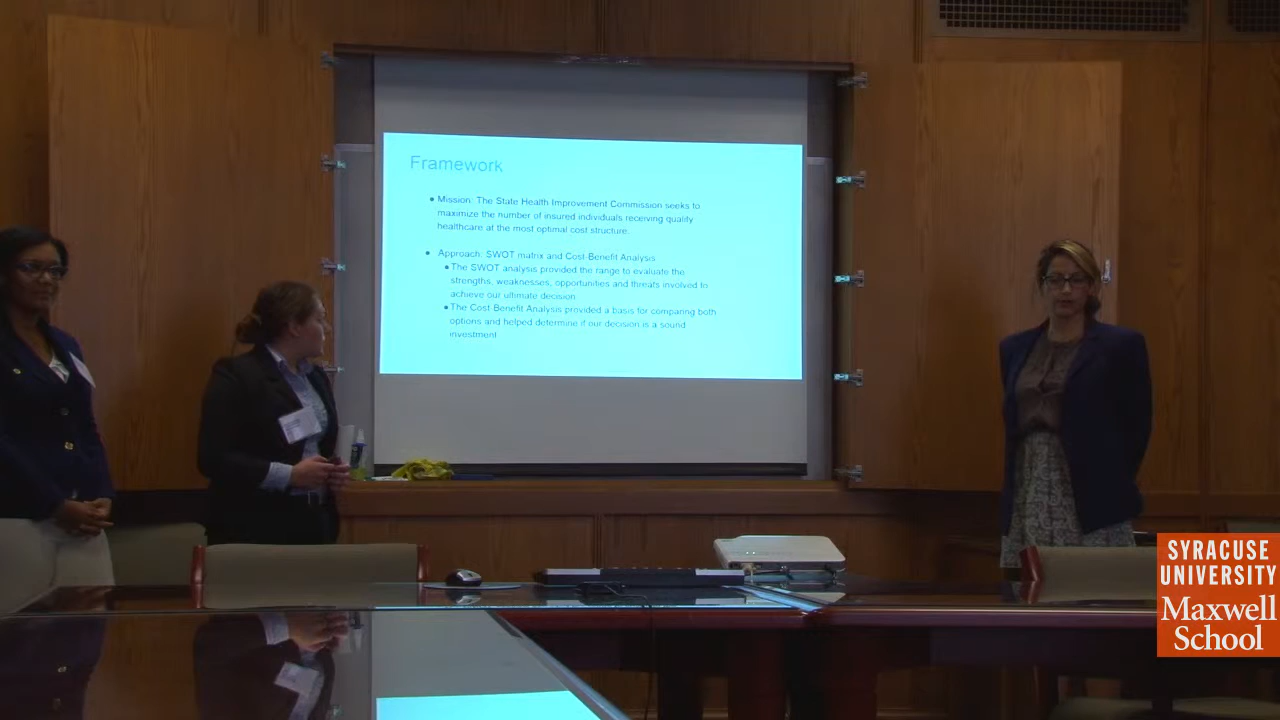 Framework
• Mission: The State Health Improvement Commission seeks to
maximize the number of insured individuals receiving quality
healthcare at the most optimal cost structure.
• Approach: SWOT matrix and Cost-Benefit Analysis
• The SWOT analysis provided the range to evaluate the
strengths, weaknesses, opportunities and threats involved to
achieve our ultimate decision
• The Cost-Benefit Analysis provided a basis for comparing both
options and helped determine if our decision is a sound
investment
SYRACUSE
UNIVERSITY
Maxwell
School